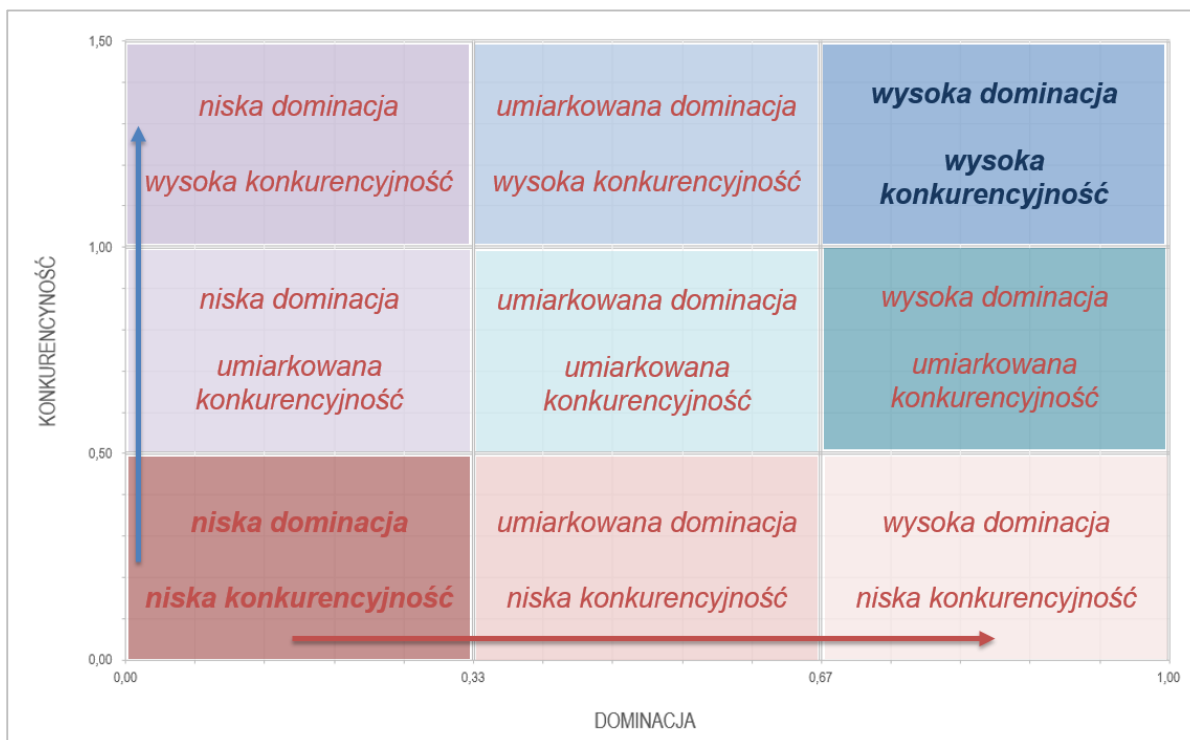 1,50
niska dominacja
wysoka konkurencyjność
umiarkowana dominacja
wysoka konkurencyjność
wysoka dominacja
wysoka
konkurencyjność
1,00
niska dominacja
umiarkowana
konkurencyjność
umiarkowana dominacja
umiarkowana
konkurencyjność
wysoka dominacja
umiarkowana
konkurencyjność
KONKURENCYNOŚĆ
0,50
niska dominacja
niska konkurencyjność
umiarkowana dominacja
niska konkurencyjność
wysoka dominacja
niska konkurencyjność
0,00
0,00
0,33
0,67
1,00
DOMINACJA